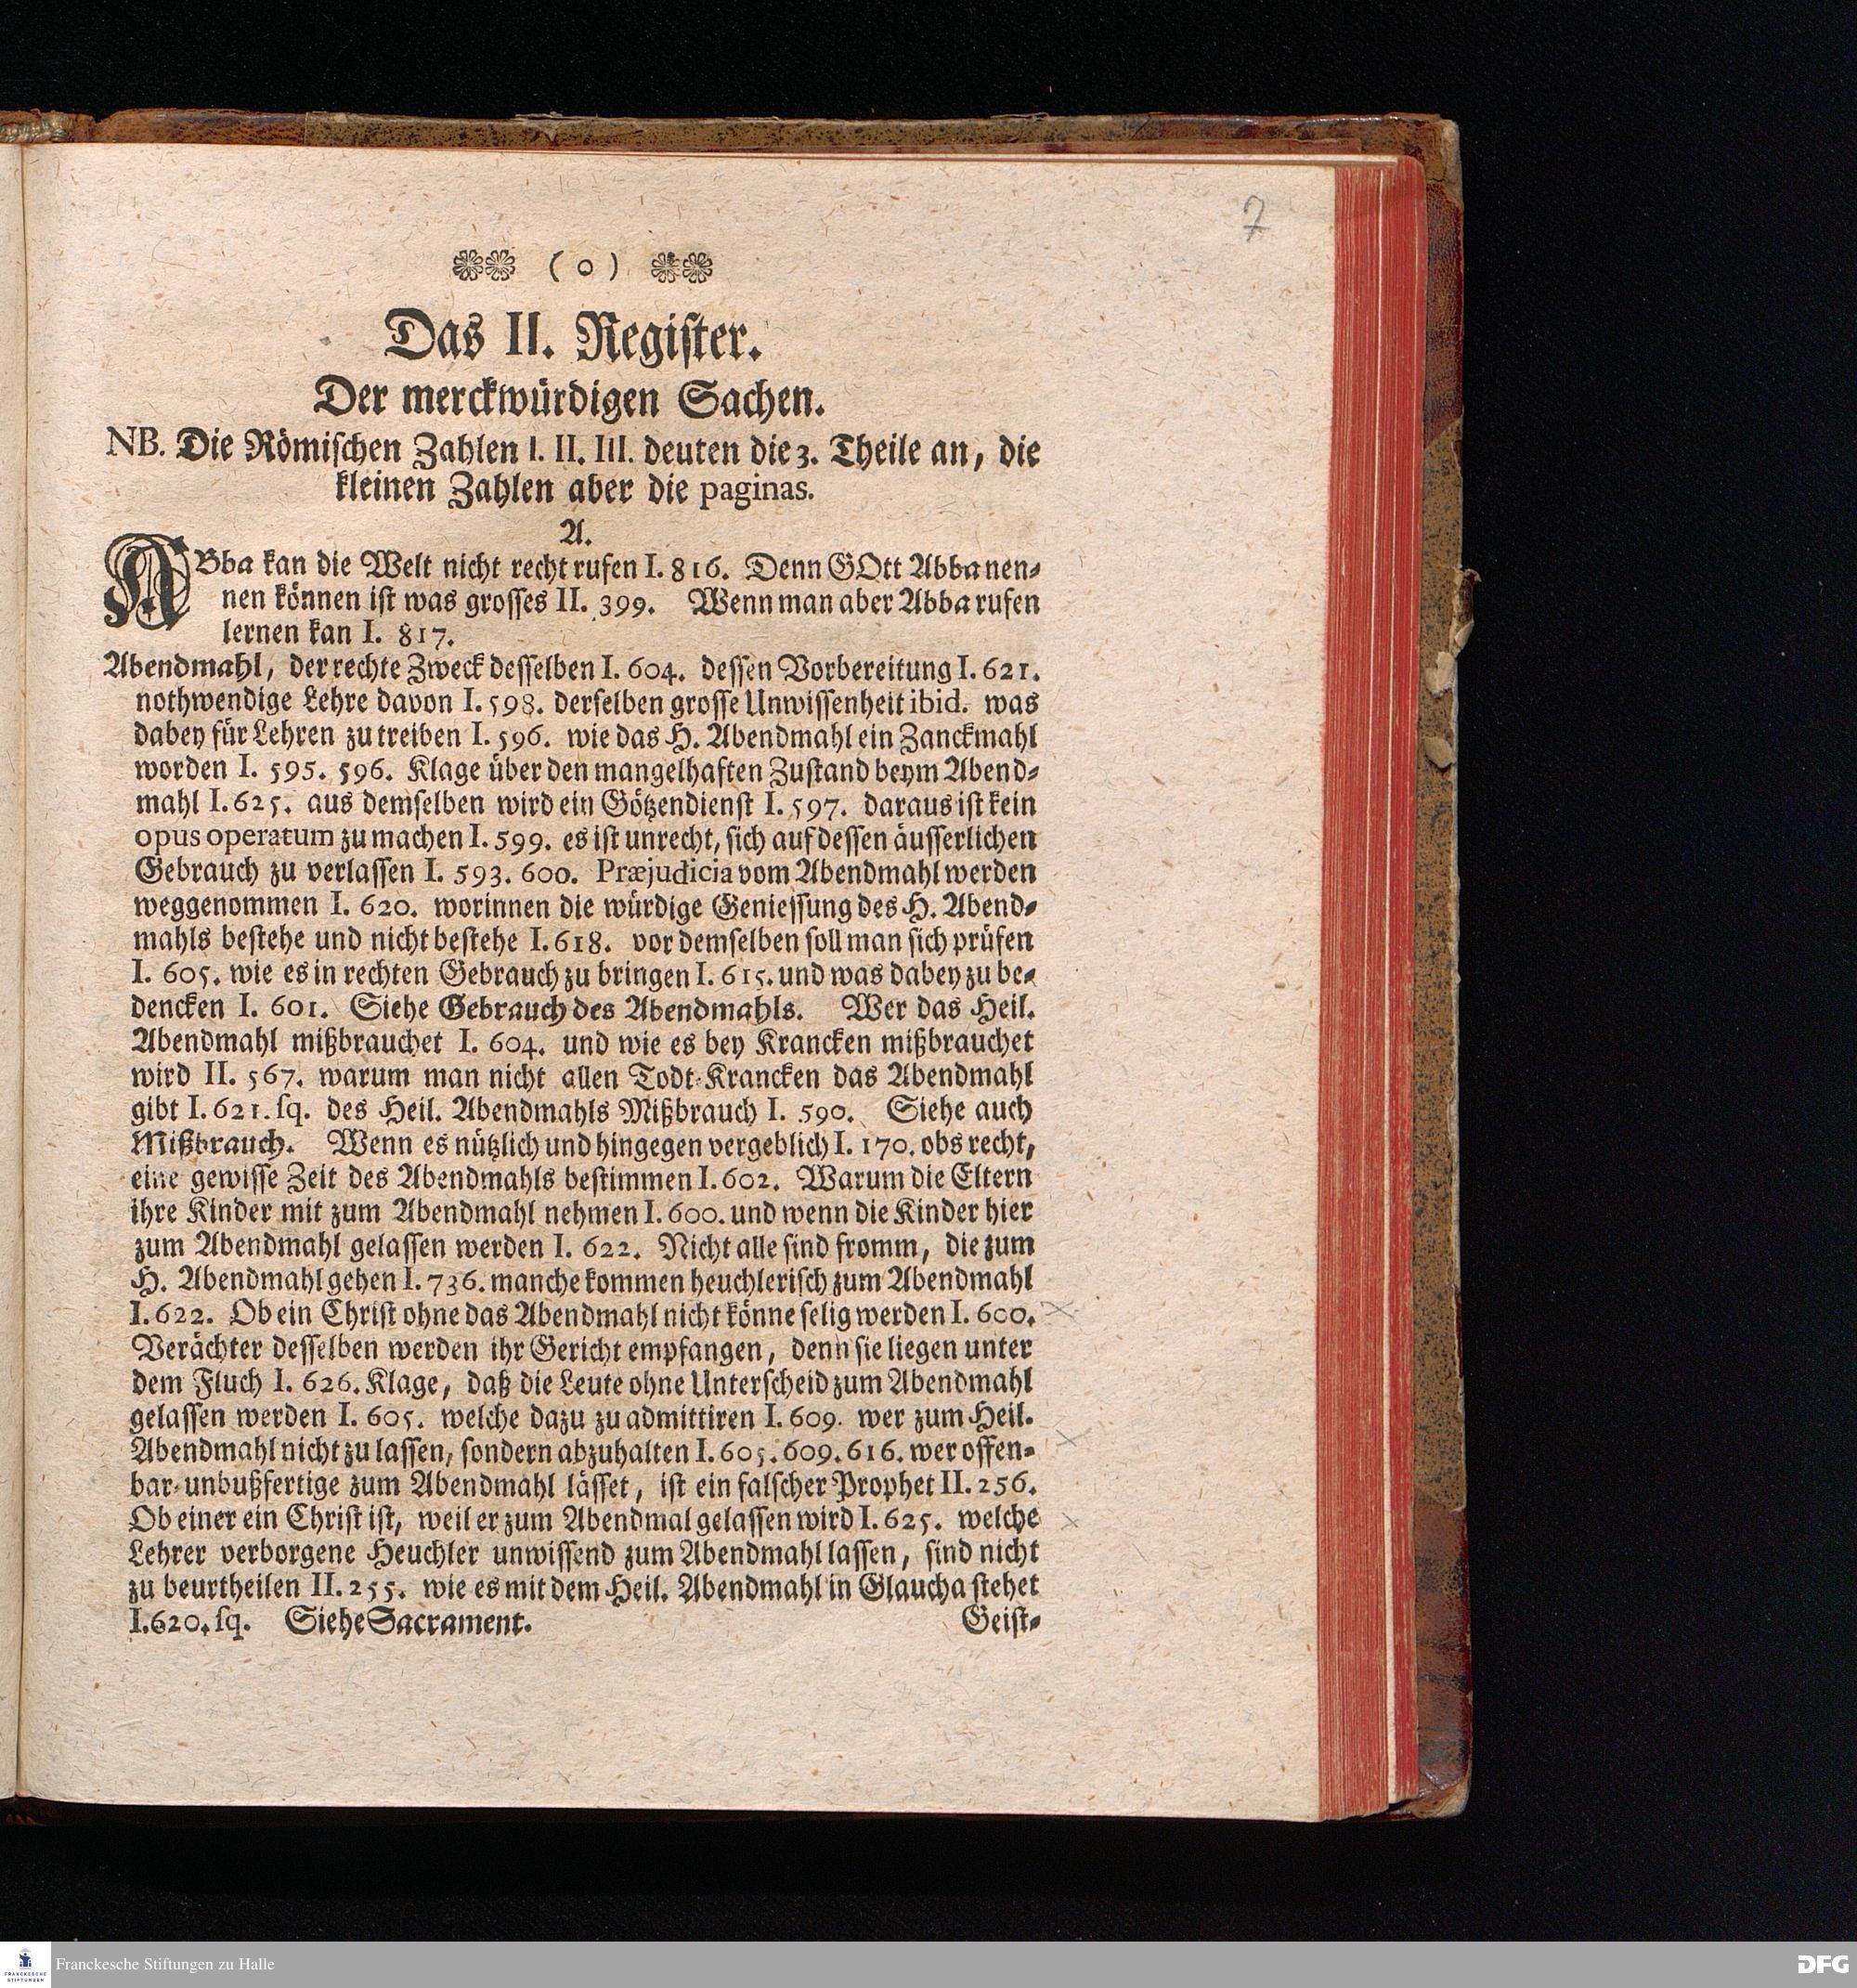 7
❁❁ (o) ❁❁
Das II. Register.
Der merckwürdigen Sachen.
NB. Die Römischen Zahlen I. II. III. deuten die 3. Theile an, die
kleinen Zahlen aber die paginas.
A.
ABba kan die Welt nicht recht rufen I. 816. Denn GOtt Abba nen-
nen können ist was grosses II. 399. Wenn man aber Abba rufen
lernen kan I. 817.
Abendmahl, der rechte Zweck desselben I. 604. dessen Vorbereitung I. 621.
nothwendige Lehre davon I. 598. derselben grosse Unwissenheit ibid. was
dabey für Lehren zu treiben I. 596. wie das H. Abendmahl ein Zanckmahl
worden I. 595. 596. Klage über den mangelhaften Zustand beym Abend-
mahl I. 625. aus demselben wird ein Götzendienst I. 597. daraus ist kein
opus operatum zu machen I. 599. es ist unrecht, sich auf dessen äusserlichen
Gebrauch zu verlassen I. 593. 600. Præjudicia vom Abendmahl werden
weggenommen I. 620. worinnen die würdige Geniessung des H. Abend-
mahls bestehe und nicht bestehe I. 618. vor demselben soll man sich prüfen
I. 605. wie es in rechten Gebrauch zu bringen I. 615. und was dabey zu be-
dencken I. 601. Siehe Gebrauch des Abendmahls. Wer das Heil.
Abendmahl mißbrauchet I. 604. und wie es bey Krancken mißbrauchet
wird II. 567. warum man nicht allen Todt-Krancken das Abendmahl
gibt I. 621. sq. des Heil. Abendmahls Mißbrauch I. 590. Siehe auch
Mißbrauch. Wenn es nützlich und hingegen vergeblich I. 170. obs recht,
eine gewisse Zeit des Abendmahls bestimmen I. 602. Warum die Eltern
ihre Kinder mit zum Abendmahl nehmen I. 600. und wenn die Kinder hier
zum Abendmahl gelassen werden I. 622. Nicht alle sind fromm, die zum
H. Abendmahl gehen I. 736. manche kommen heuchlerisch zum Abendmahl
I. 622. Ob ein Christ ohne das Abendmahl nicht könne selig werden I. 600.
Verächter desselben werden ihr Gericht empfangen, denn sie liegen unter
dem Fluch I. 626. Klage, daß die Leute ohne Unterscheid zum Abendmahl
gelassen werden I. 605. welche dazu zu admittiren I. 609. wer zum Heil.
Abendmahl nicht zu lassen, sondern abzuhalten I. 605. 609. 616. wer offen-
bar-unbußfertige zum Abendmahl lässet, ist ein falscher Prophet II. 256.
Ob einer ein Christ ist, weil er zum Abendmal gelassen wird I. 625. welche
Lehrer verborgene Heuchler unwissend zum Abendmahl lassen, sind nicht
zu beurtheilen II. 255. wie es mit dem Heil. Abendmahl in Glaucha stehet
I. 620. sq. Siehe Sacrament.
Geist-
FRANCKESCHE
STIFTUNGEN
Franckesche Stiftungen zu Halle
DFG